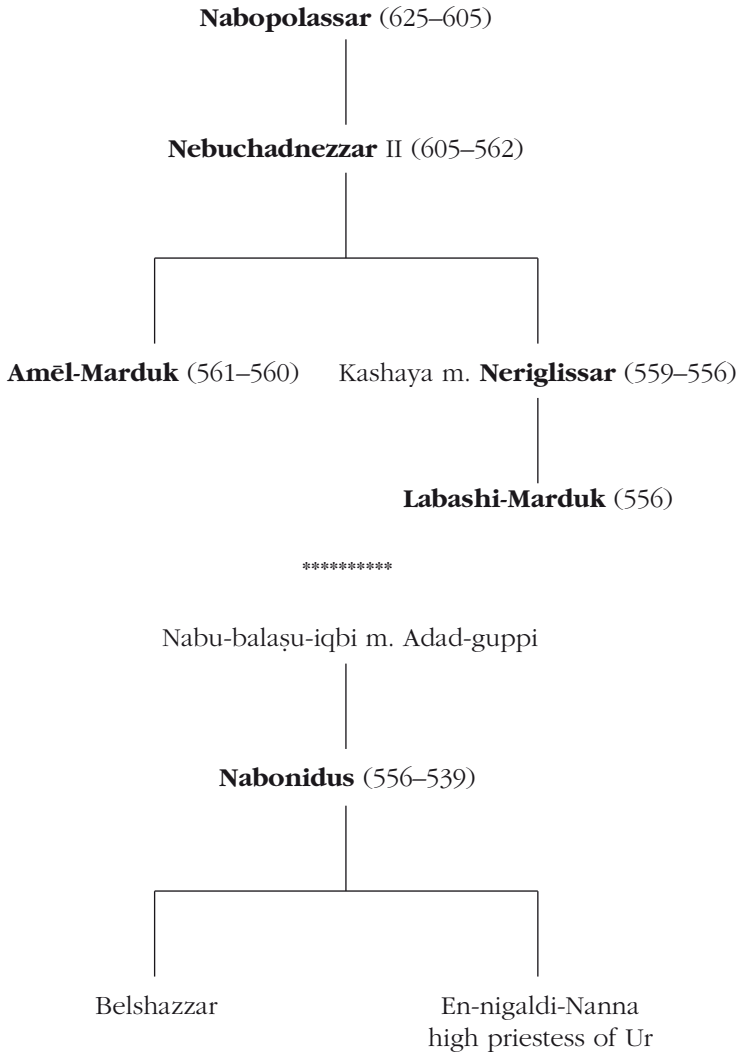 Nabopolassar (625–605)
Nebuchadnezzar II (605–562)
Amēl-Marduk (561–560) Kashaya m. Neriglissar (559–556)
Labashi-Marduk (556)
**********
Nabu-balaṣu-iqbi m. Adad-guppi
Nabonidus (556–539)
Belshazzar
En-nigaldi-Nanna
high priestess of Ur